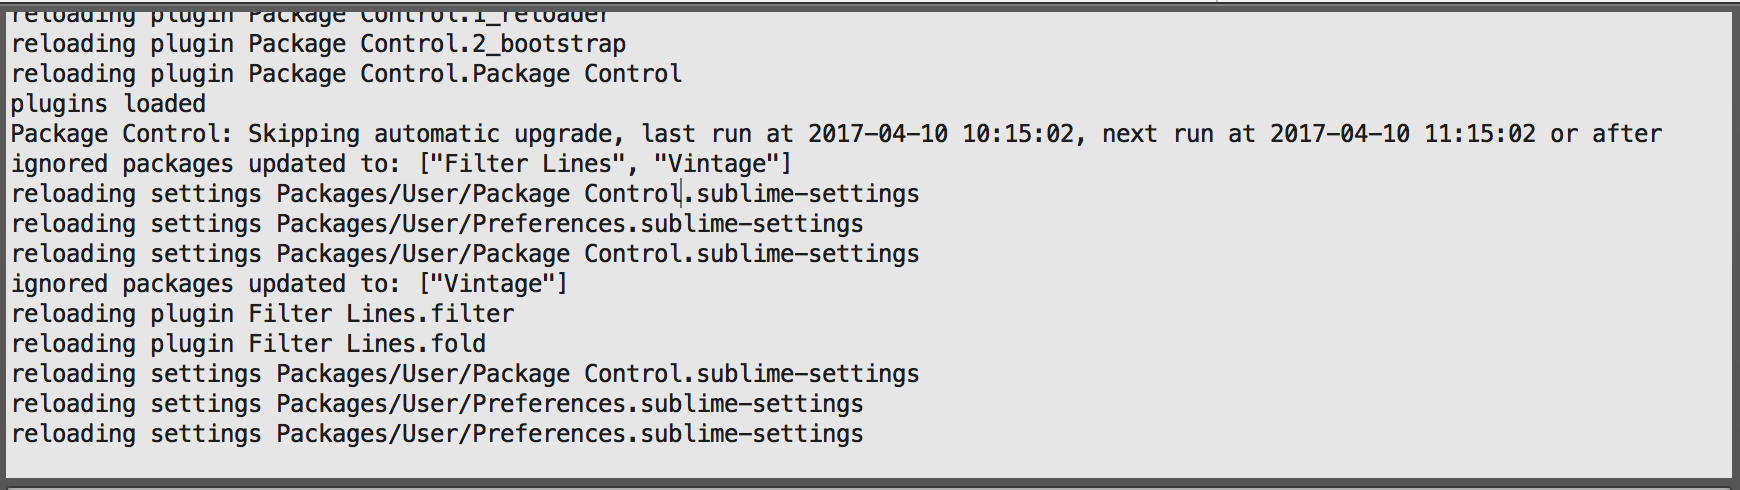 reloading plugin Package Control.1_reloader
reloading plugin Package Control.2_bootstrap
reloading plugin Package Control.Package Control
plugins loaded
Package Control: Skipping automatic upgrade, last run at 2017-04-10 10:15:02, next run at 2017-04-10 11:15:02 or after
ignored packages updated to: ["Filter Lines", "Vintage"]
reloading settings Packages/User/Package Control.sublime-settings
reloading settings Packages/User/Preferences.sublime-settings
reloading settings Packages/User/Package Control.sublime-settings
ignored packages updated to: ["Vintage"]
reloading plugin Filter Lines.filter
reloading plugin Filter Lines.fold
reloading settings Packages/User/Package Control.sublime-settings
reloading settings Packages/User/Preferences.sublime-settings
reloading settings Packages/User/Preferences.sublime-settings